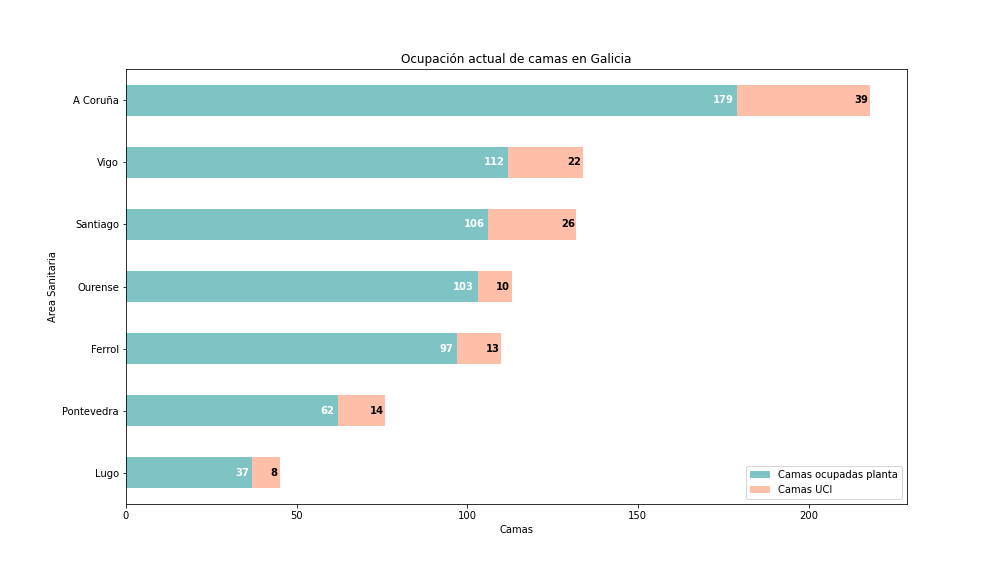 Ocupación actual de camas en Galicia
Area Sanitaria
A Coruña 179 39
Vigo 112 22
Santiago 106 26
Ourense 103 10
Ferrol 97 13
Pontevedra 62 14
Lugo 37 8
Camas ocupadas planta
Camas UCI
0 50 100 150 200
Camas